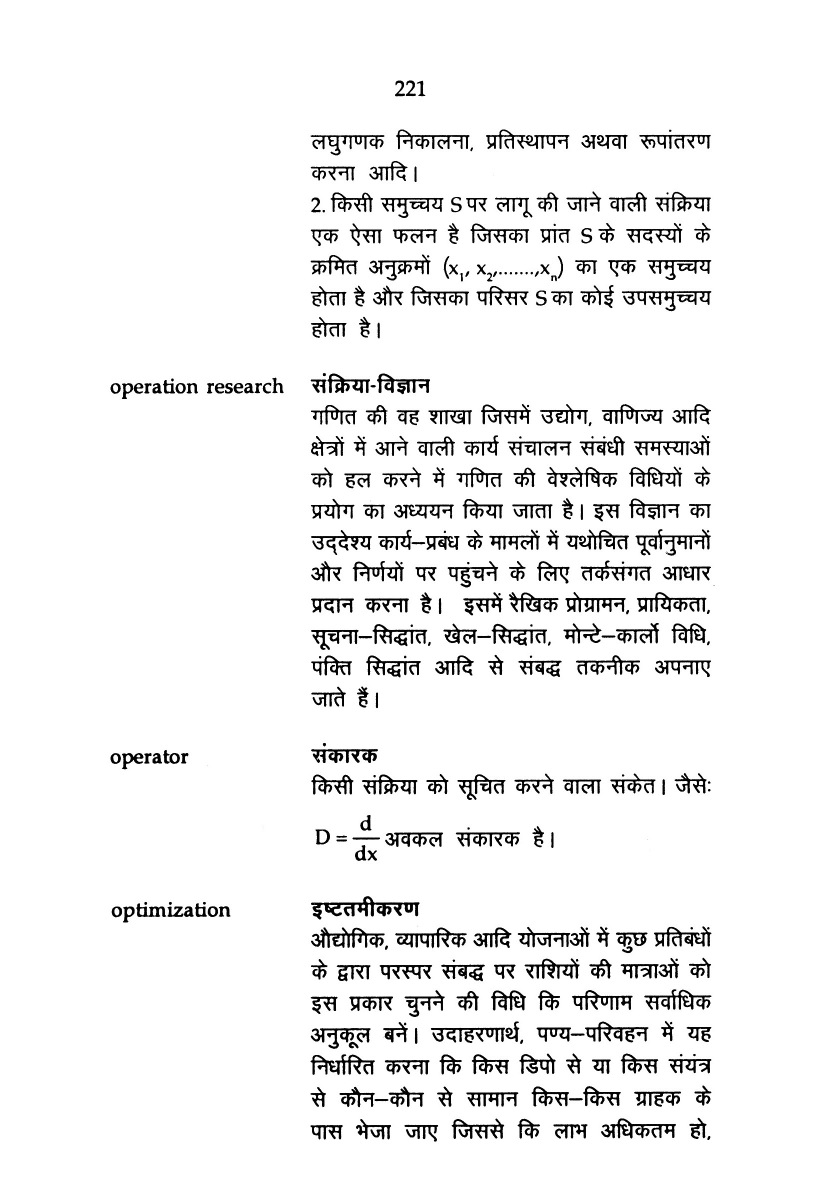 221
लघुगणक निकालना, प्रतिस्थापन अथवा रूपांतरण
करना आदि।
2. किसी समुच्चय S पर लागू की जाने वाली संक्रिया
एक ऐसा फलन है जिसका प्रांत S के सदस्यों के
क्रमित अनुक्रमों (x₁, x₂,.......,xₙ) का एक समुच्चय
होता है और जिसका परिसर S का कोई उपसमुच्चय
होता है।
operation research संक्रिया-विज्ञान
गणित की वह शाखा जिसमें उद्योग, वाणिज्य आदि
क्षेत्रों में आने वाली कार्य संचालन संबंधी समस्याओं
को हल करने में गणित की वेश्लेषिक विधियों के
प्रयोग का अध्ययन किया जाता है। इस विज्ञान का
उद्देश्य कार्य–प्रबंध के मामलों में यथोचित पूर्वानुमानों
और निर्णयों पर पहुंचने के लिए तर्कसंगत आधार
प्रदान करना है। इसमें रैखिक प्रोग्रामन, प्रायिकता,
सूचना–सिद्धांत, खेल–सिद्धांत, मोन्टे–कार्लो विधि,
पंक्ति सिद्धांत आदि से संबद्ध तकनीक अपनाए
जाते हैं।
operator संकारक
किसी संक्रिया को सूचित करने वाला संकेत। जैसेः
D = d/dx अवकल संकारक है।
optimization इष्टतमीकरण
औद्योगिक, व्यापारिक आदि योजनाओं में कुछ प्रतिबंधों
के द्वारा परस्पर संबद्ध पर राशियों की मात्राओं को
इस प्रकार चुनने की विधि कि परिणाम सर्वाधिक
अनुकूल बनें। उदाहरणार्थ, पण्य–परिवहन में यह
निर्धारित करना कि किस डिपो से या किस संयंत्र
से कौन–कौन से सामान किस–किस ग्राहक के
पास भेजा जाए जिससे कि लाभ अधिकतम हो,